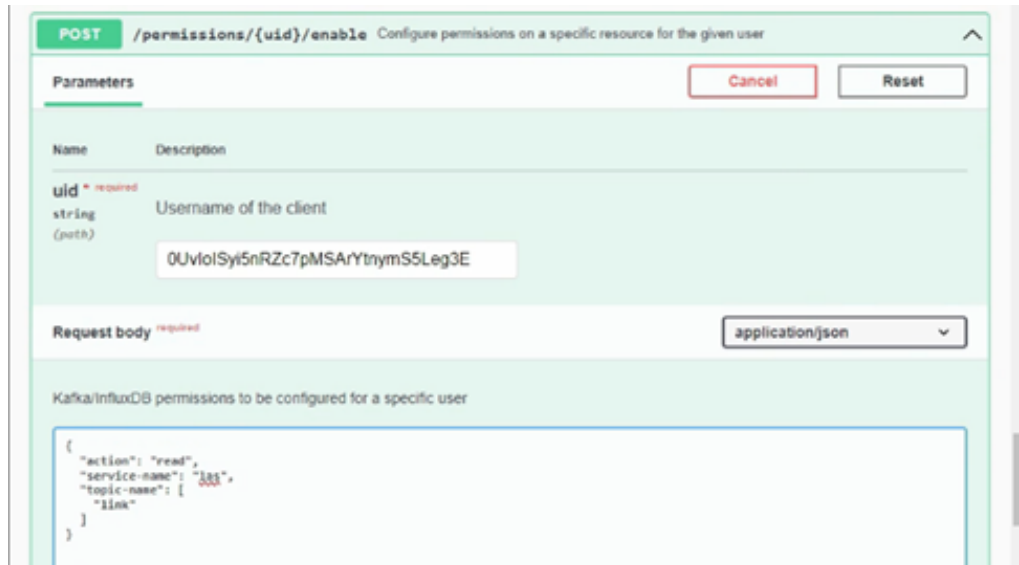 POST /permissions/{uid}/enable Configure permissions on a specific resource for the given user
Parameters Cancel Reset
Name Description
uid * required
string
(path)
Username of the client
0UvloISyi5nRZc7pMSArYtnymS5Leg3E
Request body required application/json
Kafka/InfluxDB permissions to be configured for a specific user
{
"action": "read",
"service-name": "las",
"topic-name": [
"link"
]
}